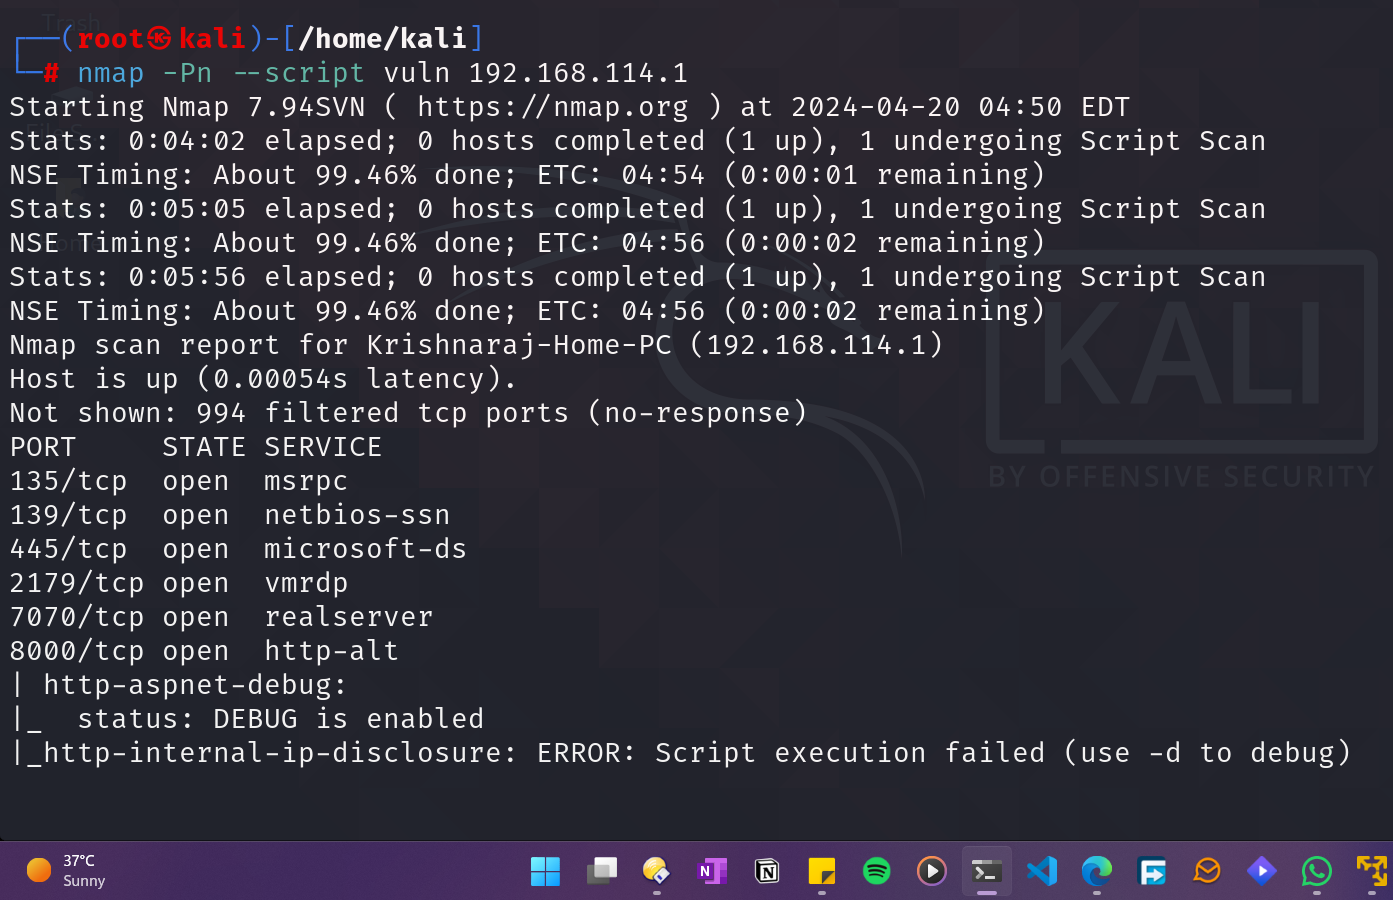 Trash
┌──(root㉿kali)-[/home/kali]
└─# nmap -Pn --script vuln 192.168.114.1
Starting Nmap 7.94SVN ( https://nmap.org ) at 2024-04-20 04:50 EDT
Stats: 0:04:02 elapsed; 0 hosts completed (1 up), 1 undergoing Script Scan
NSE Timing: About 99.46% done; ETC: 04:54 (0:00:01 remaining)
Stats: 0:05:05 elapsed; 0 hosts completed (1 up), 1 undergoing Script Scan
NSE Timing: About 99.46% done; ETC: 04:56 (0:00:02 remaining)
Stats: 0:05:56 elapsed; 0 hosts completed (1 up), 1 undergoing Script Scan
NSE Timing: About 99.46% done; ETC: 04:56 (0:00:02 remaining)
Nmap scan report for Krishnaraj-Home-PC (192.168.114.1)
Host is up (0.00054s latency).
Not shown: 994 filtered tcp ports (no-response)
PORT     STATE SERVICE
135/tcp  open  msrpc
139/tcp  open  netbios-ssn
445/tcp  open  microsoft-ds
2179/tcp open  vmrdp
7070/tcp open  realserver
8000/tcp open  http-alt
| http-aspnet-debug:
|_  status: DEBUG is enabled
|_http-internal-ip-disclosure: ERROR: Script execution failed (use -d to debug)
KALI
BY OFFENSIVE SECURITY
37°C
Sunny